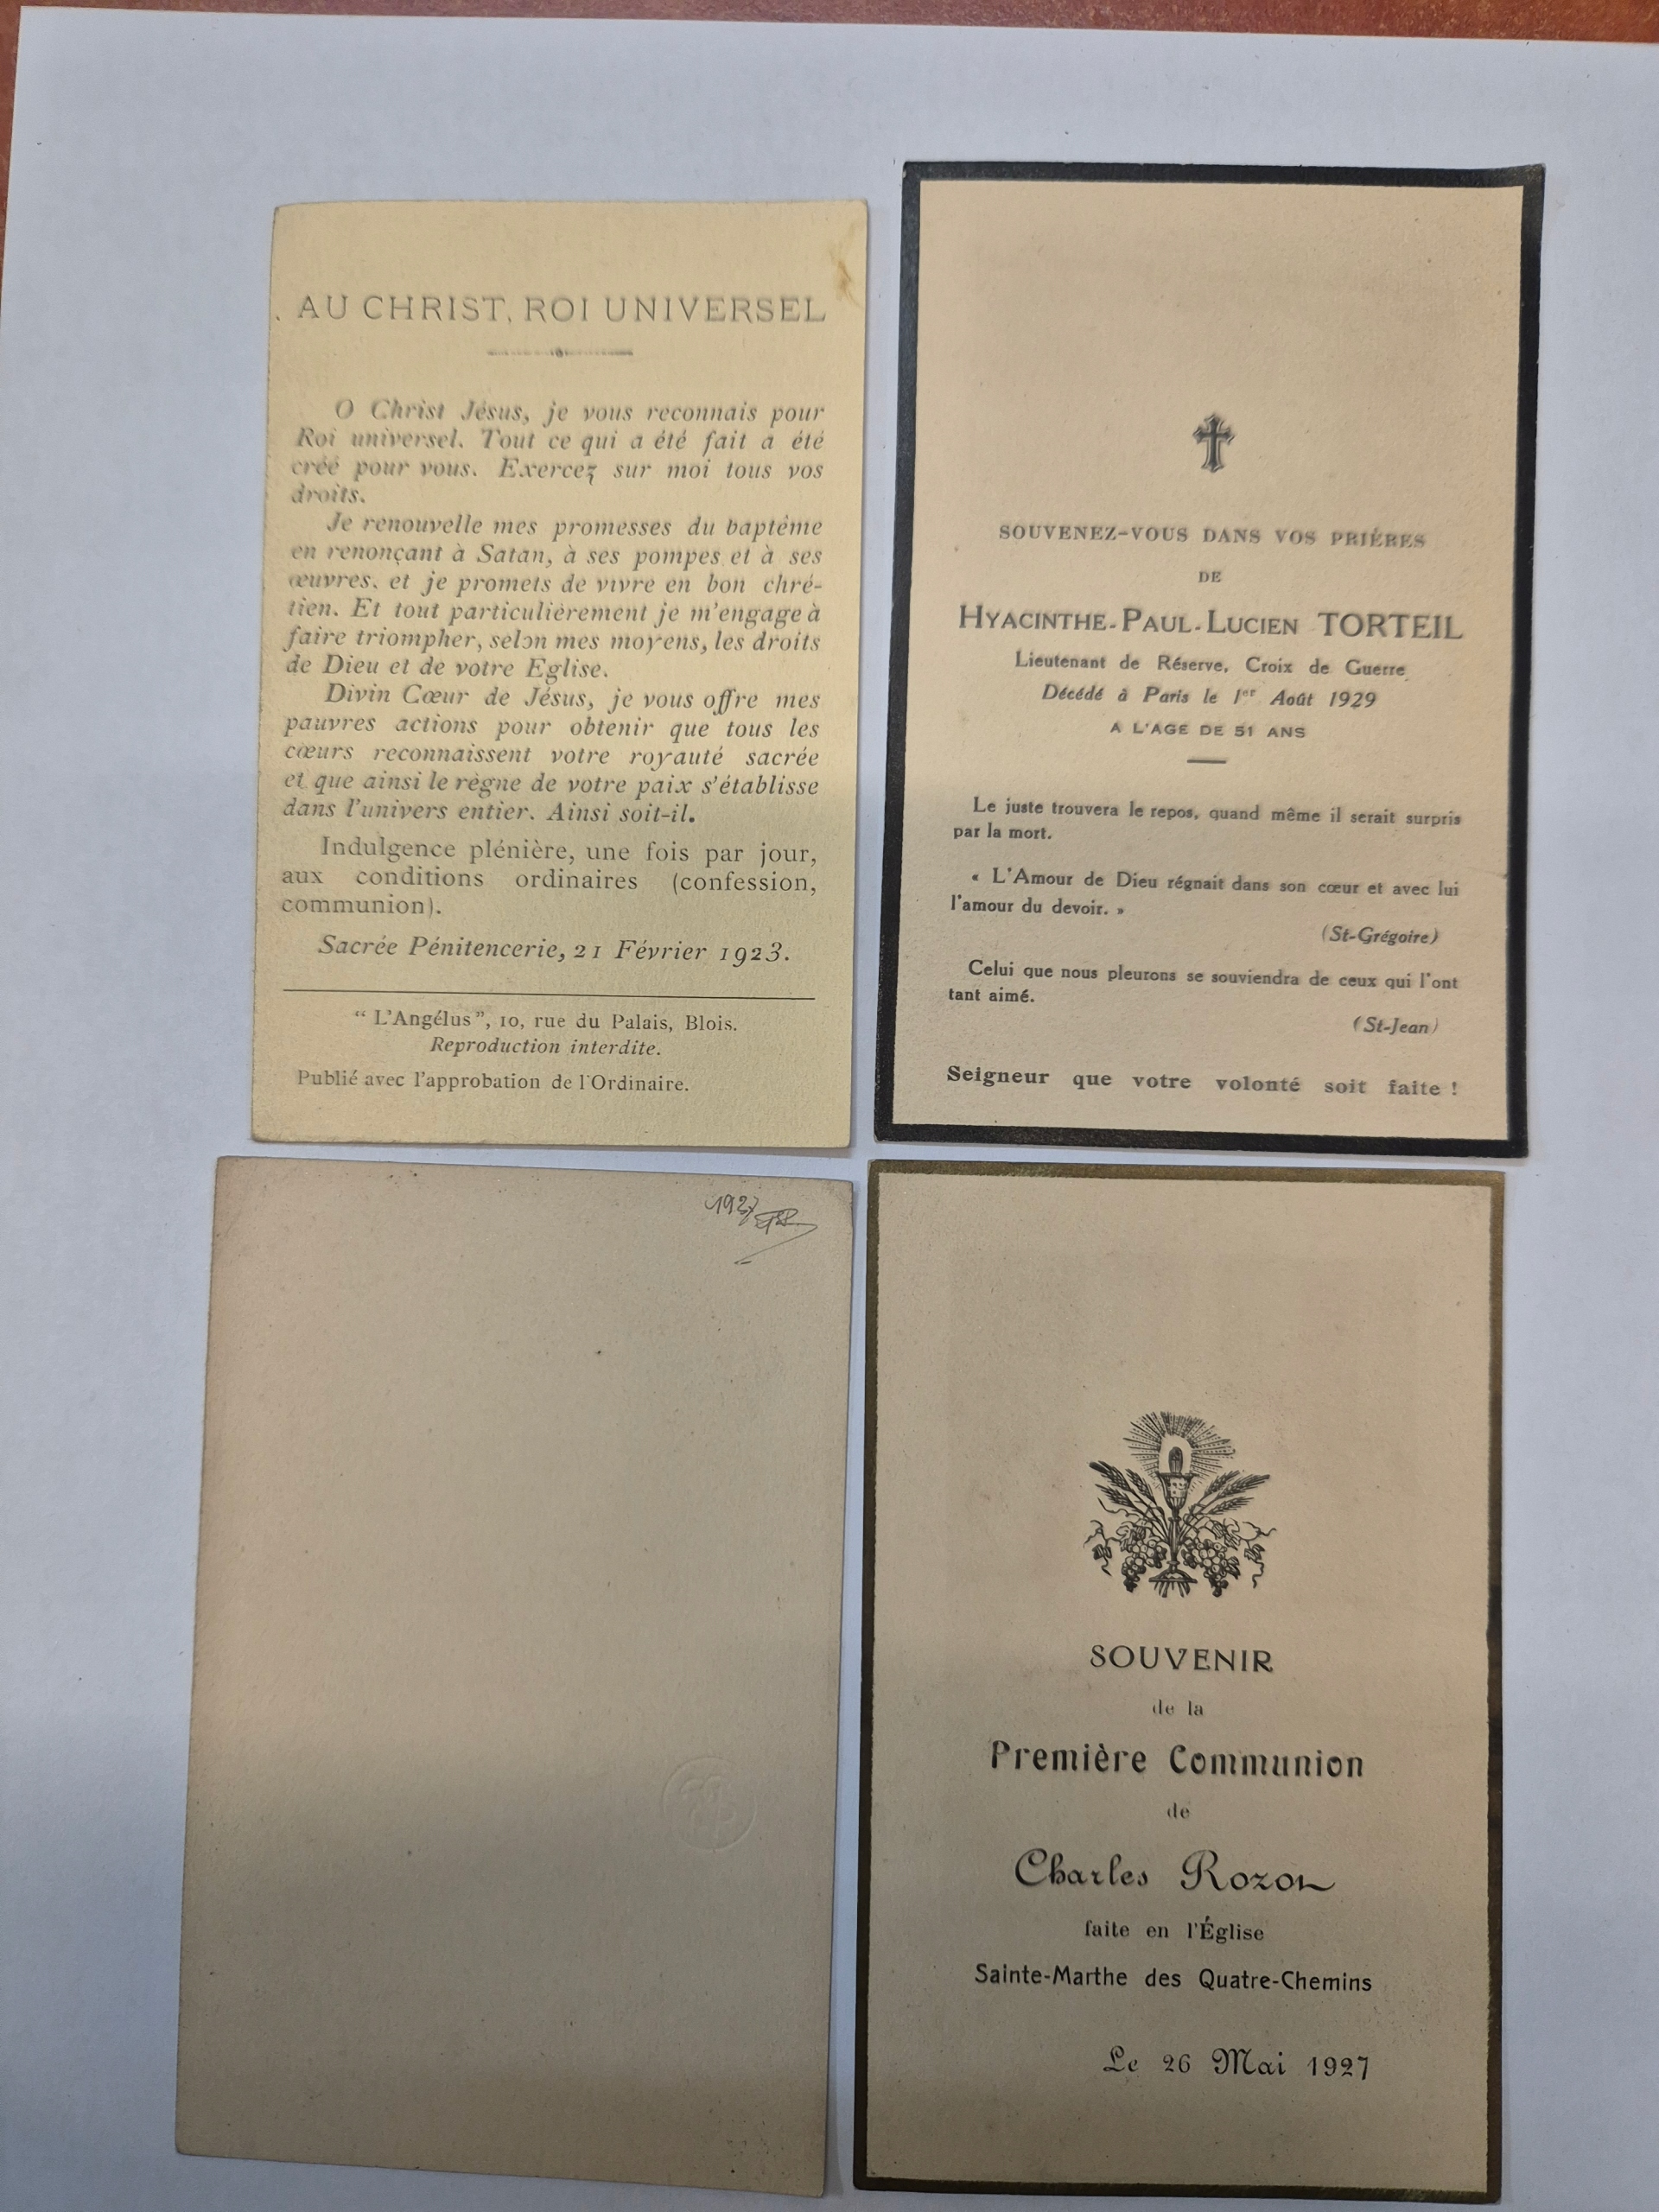 AU CHRIST, ROI UNIVERSEL
O Christ Jésus, je vous reconnais pour
Roi universel. Tout ce qui a été fait a été
créé pour vous. Exercez sur moi tous vos
droits.
Je renouvelle mes promesses du baptême
en renonçant à Satan, à ses pompes et à ses
œuvres, et je promets de vivre en bon chré-
tien. Et tout particulièrement je m'engage à
faire triompher, selon mes moyens, les droits
de Dieu et de votre Eglise.
Divin Cœur de Jésus, je vous offre mes
pauvres actions pour obtenir que tous les
cœurs reconnaissent votre royauté sacrée
et que ainsi le règne de votre paix s'établisse
dans l'univers entier. Ainsi soit-il.
Indulgence plénière, une fois par jour,
aux conditions ordinaires (confession,
communion).
Sacrée Pénitencerie, 21 Février 1923.
“ L'Angélus ”, 10, rue du Palais, Blois.
Reproduction interdite.
Publié avec l'approbation de l'Ordinaire.
SOUVENEZ-VOUS DANS VOS PRIÈRES
DE
HYACINTHE-PAUL-LUCIEN TORTEIL
Lieutenant de Réserve, Croix de Guerre
Décédé à Paris le 1er Août 1929
A L'AGE DE 51 ANS
Le juste trouvera le repos, quand même il serait surpris
par la mort.
« L'Amour de Dieu régnait dans son cœur et avec lui
l'amour du devoir. »
(St-Grégoire)
Celui que nous pleurons se souviendra de ceux qui l'ont
tant aimé.
(St-Jean)
Seigneur que votre volonté soit faite !
1927
SOUVENIR
de la
Première Communion
de
Charles Rozon
faite en l'Église
Sainte-Marthe des Quatre-Chemins
Le 26 Mai 1927